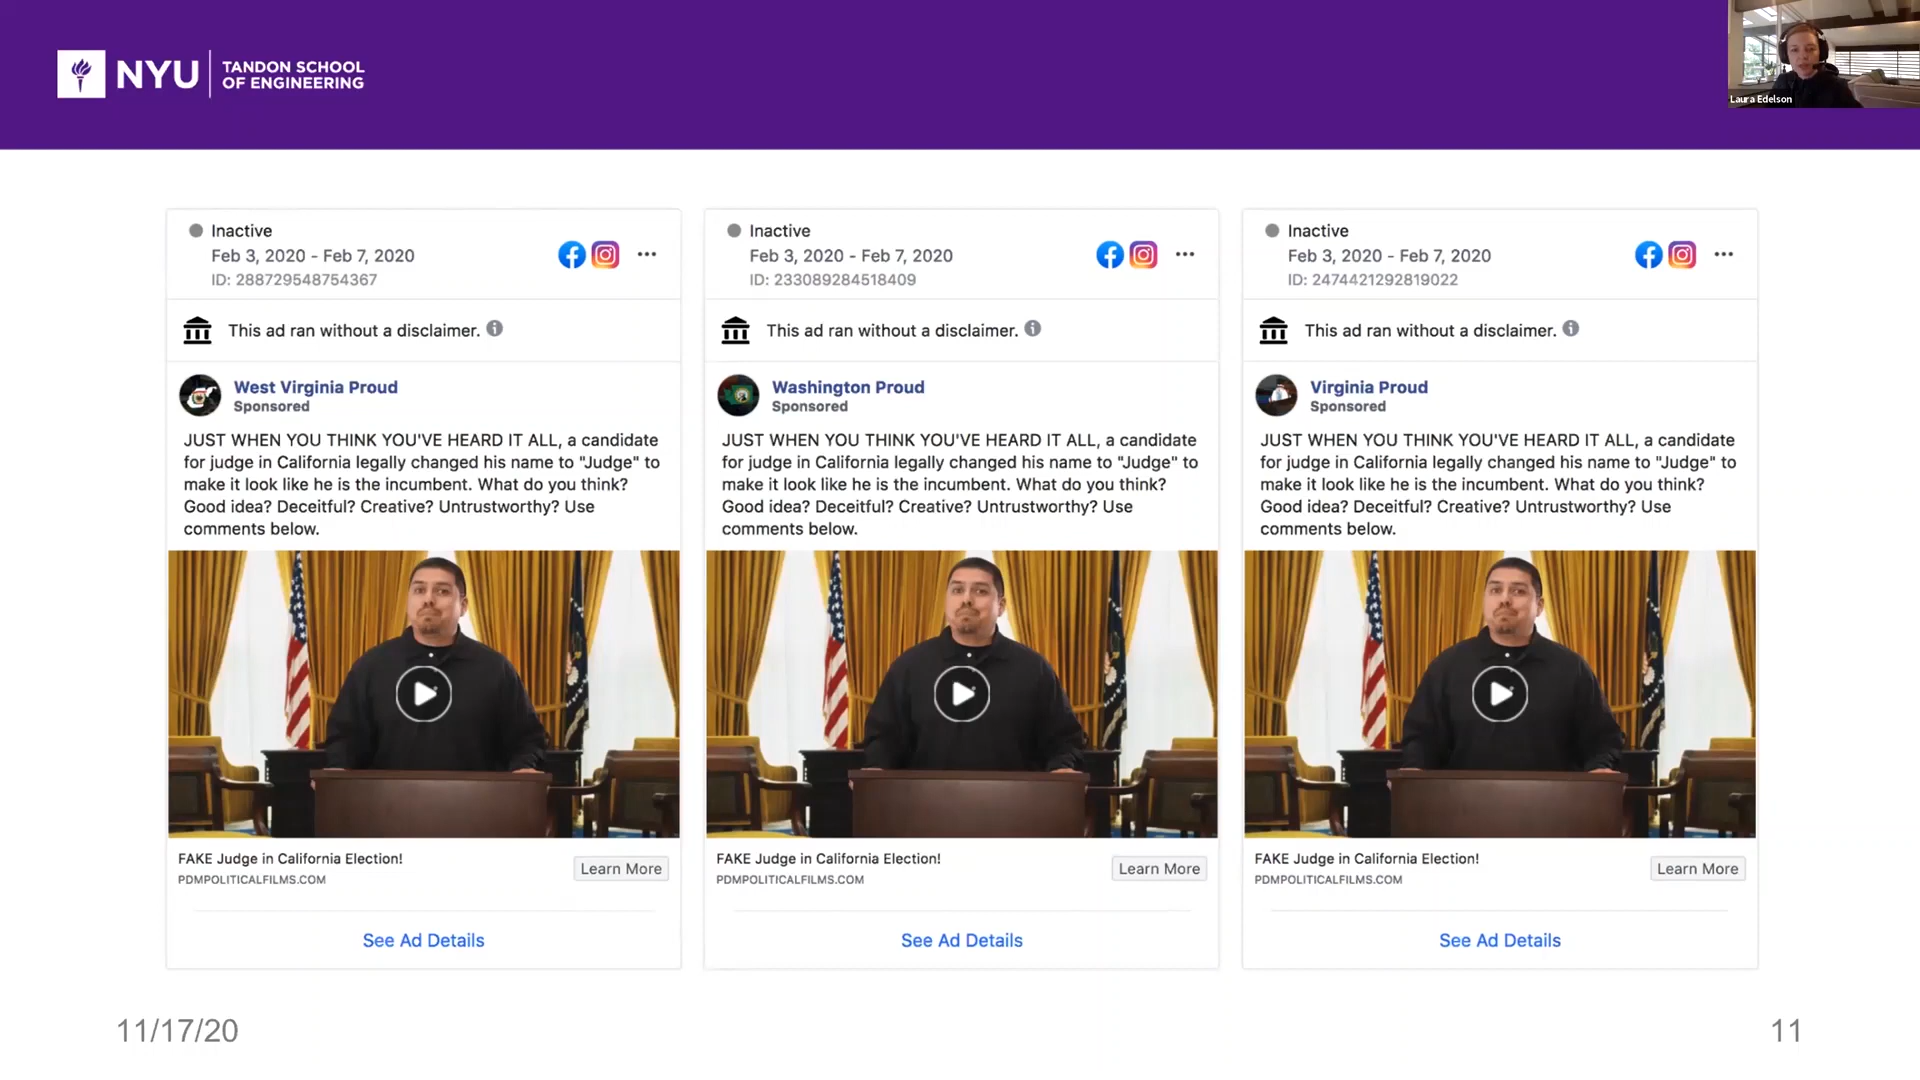 NYU
TANDON SCHOOL
OF ENGINEERING
Laura Edelson
Inactive
Feb 3, 2020 - Feb 7, 2020
ID: 288729548754367
This ad ran without a disclaimer.
West Virginia Proud
Sponsored
JUST WHEN YOU THINK YOU'VE HEARD IT ALL, a candidate
for judge in California legally changed his name to "Judge" to
make it look like he is the incumbent. What do you think?
Good idea? Deceitful? Creative? Untrustworthy? Use
comments below.
FAKE Judge in California Election!
PDMPOLITICALFILMS.COM
Learn More
See Ad Details
Inactive
Feb 3, 2020 - Feb 7, 2020
ID: 233089284518409
This ad ran without a disclaimer.
Washington Proud
Sponsored
JUST WHEN YOU THINK YOU'VE HEARD IT ALL, a candidate
for judge in California legally changed his name to "Judge" to
make it look like he is the incumbent. What do you think?
Good idea? Deceitful? Creative? Untrustworthy? Use
comments below.
FAKE Judge in California Election!
PDMPOLITICALFILMS.COM
Learn More
See Ad Details
Inactive
Feb 3, 2020 - Feb 7, 2020
ID: 2474421292819022
This ad ran without a disclaimer.
Virginia Proud
Sponsored
JUST WHEN YOU THINK YOU'VE HEARD IT ALL, a candidate
for judge in California legally changed his name to "Judge" to
make it look like he is the incumbent. What do you think?
Good idea? Deceitful? Creative? Untrustworthy? Use
comments below.
FAKE Judge in California Election!
PDMPOLITICALFILMS.COM
Learn More
See Ad Details
11/17/20
11